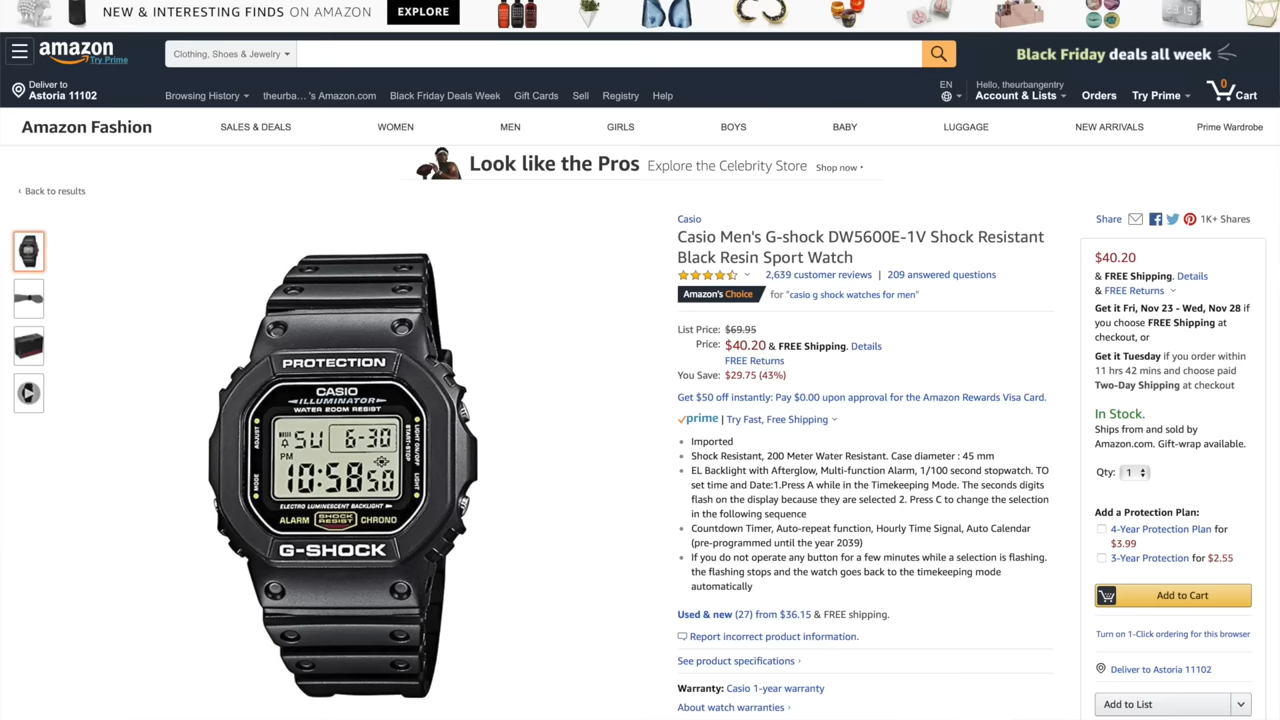 NEW & INTERESTING FINDS ON AMAZON
EXPLORE
amazon
Try Prime
Clothing, Shoes & Jewelry
Black Friday deals all week
Deliver to
Astoria 11102
Browsing History
theurba... 's Amazon.com
Black Friday Deals Week
Gift Cards
Sell
Registry
Help
EN
Hello, theurbangentry
Account & Lists
Orders
Try Prime
0
Cart
Amazon Fashion
SALES & DEALS
WOMEN
MEN
GIRLS
BOYS
BABY
LUGGAGE
NEW ARRIVALS
Prime Wardrobe
Look like the Pros Explore the Celebrity Store Shop now
‹ Back to results
PROTECTION
CASIO
ILLUMINATOR
WATER 200M RESIST
ADJUST
MODE
LIGHT ON/OFF
START-STOP
LIGHT
SU 6-30
PM
10:58 50
ELECTRO LUMINESCENT BACKLIGHT
ALARM SHOCK RESIST CHRONO
G-SHOCK
Casio
Casio Men's G-shock DW5600E-1V Shock Resistant
Black Resin Sport Watch
2,639 customer reviews | 209 answered questions
Amazon's Choice for "casio g shock watches for men"
List Price: $69.95
Price: $40.20 & FREE Shipping. Details
FREE Returns
You Save: $29.75 (43%)
Get $50 off instantly: Pay $0.00 upon approval for the Amazon Rewards Visa Card.
prime | Try Fast, Free Shipping
Imported
Shock Resistant, 200 Meter Water Resistant. Case diameter : 45 mm
EL Backlight with Afterglow, Multi-function Alarm, 1/100 second stopwatch. TO
set time and Date:1.Press A while in the Timekeeping Mode. The seconds digits
flash on the display because they are selected 2. Press C to change the selection
in the following sequence
Countdown Timer, Auto-repeat function, Hourly Time Signal, Auto Calendar
(pre-programmed until the year 2039)
If you do not operate any button for a few minutes while a selection is flashing.
the flashing stops and the watch goes back to the timekeeping mode
automatically
Used & new (27) from $36.15 & FREE shipping.
Report incorrect product information.
See product specifications ›
Warranty: Casio 1-year warranty
About watch warranties ›
Share 1K+ Shares
$40.20
& FREE Shipping. Details
& FREE Returns
Get it Fri, Nov 23 - Wed, Nov 28 if
you choose FREE Shipping at
checkout, or
Get it Tuesday if you order within
11 hrs 42 mins and choose paid
Two-Day Shipping at checkout
In Stock.
Ships from and sold by
Amazon.com. Gift-wrap available.
Qty: 1
Add a Protection Plan:
4-Year Protection Plan for
$3.99
3-Year Protection for $2.55
Add to Cart
Turn on 1-Click ordering for this browser
Deliver to Astoria 11102
Add to List